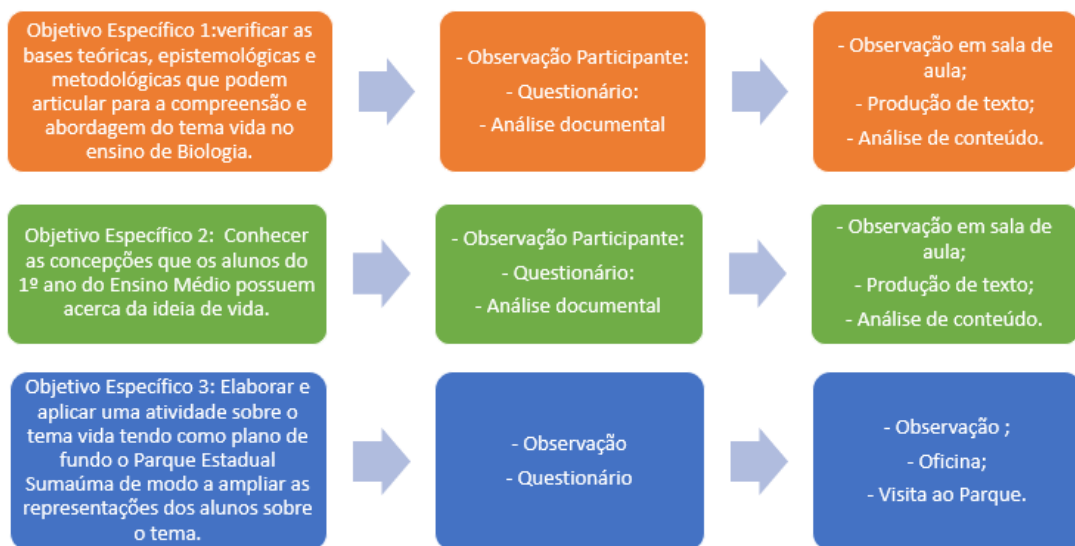 Objetivo Específico 1:verificar as
bases teóricas, epistemológicas e
metodológicas que podem
articular para a compreensão e
abordagem do tema vida no
ensino de Biologia.
- Observação Participante:
- Questionário:
- Análise documental
- Observação em sala de
aula;
- Produção de texto;
- Análise de conteúdo.
Objetivo Específico 2:  Conhecer
as concepções que os alunos do
1º ano do Ensino Médio possuem
acerca da ideia de vida.
- Observação Participante:
- Questionário:
- Análise documental
- Observação em sala de
aula;
- Produção de texto;
- Análise de conteúdo.
Objetivo Específico 3: Elaborar e
aplicar uma atividade sobre o
tema vida tendo como plano de
fundo o Parque Estadual
Sumaúma de modo a ampliar as
representações dos alunos sobre
o tema.
- Observação
- Questionário
- Observação ;
- Oficina;
- Visita ao Parque.